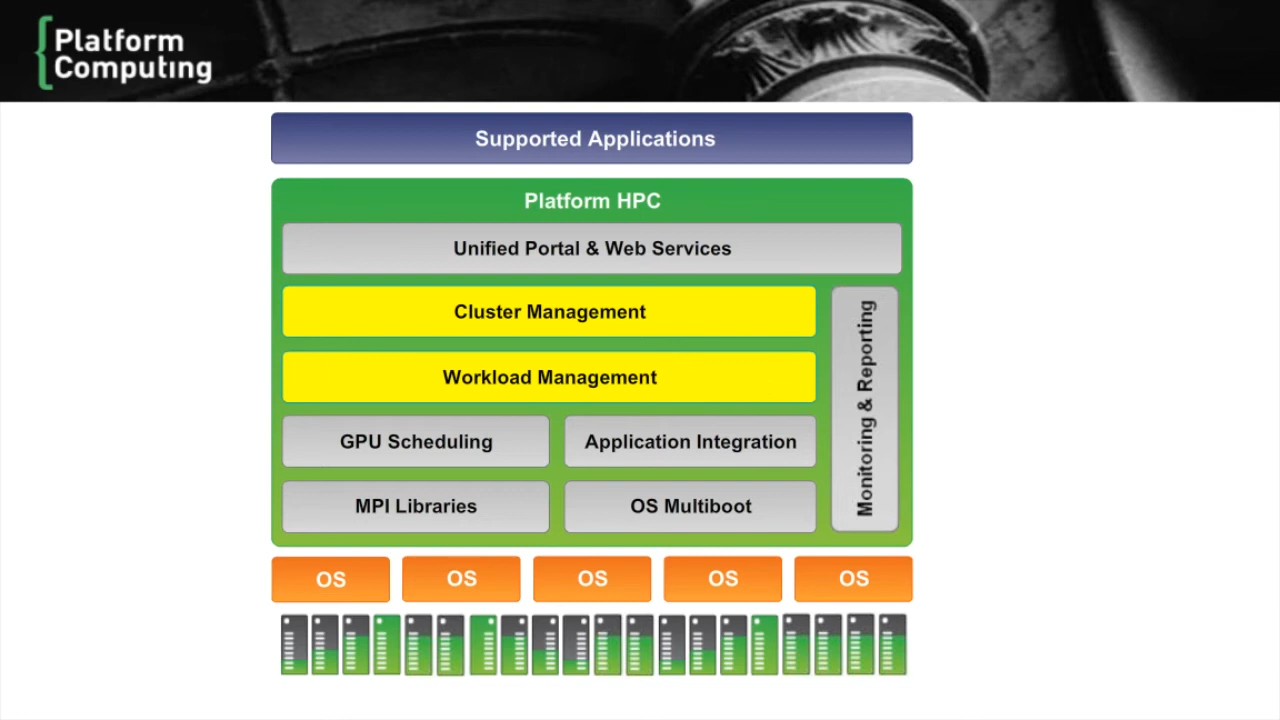 Platform
Computing
Supported Applications
Platform HPC
Unified Portal & Web Services
Cluster Management
Workload Management
GPU Scheduling
Application Integration
MPI Libraries
OS Multiboot
Monitoring & Reporting
OS
OS
OS
OS
OS